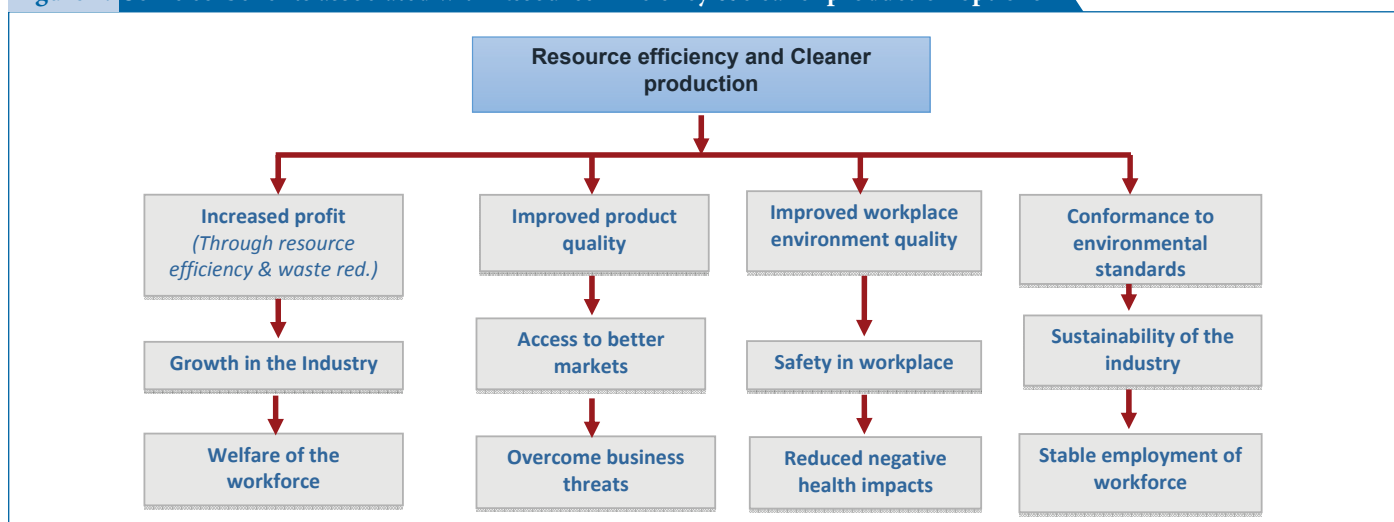 Resource efficiency and Cleaner
production
Increased profit
(Through resource
efficiency & waste red.)
Improved product
quality
Improved workplace
environment quality
Conformance to
environmental
standards
Growth in the Industry
Access to better
markets
Safety in workplace
Sustainability of the
industry
Welfare of the
workforce
Overcome business
threats
Reduced negative
health impacts
Stable employment of
workforce